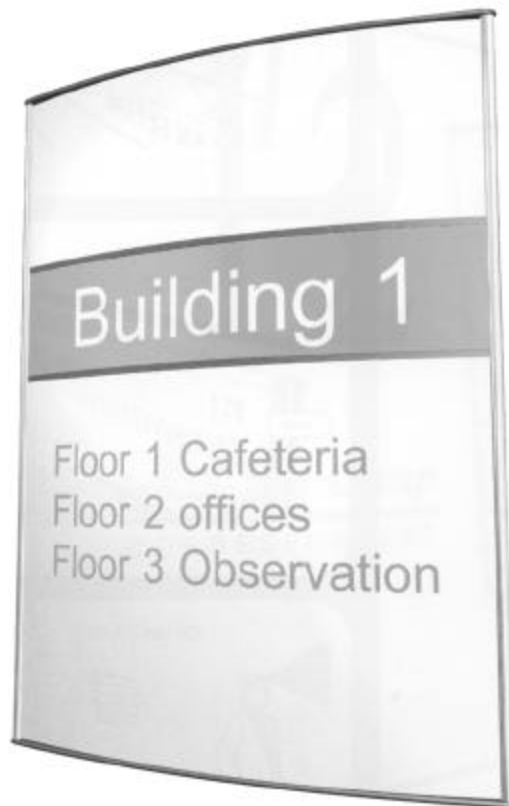 Building 1
Floor 1 Cafeteria
Floor 2 offices
Floor 3 Observation